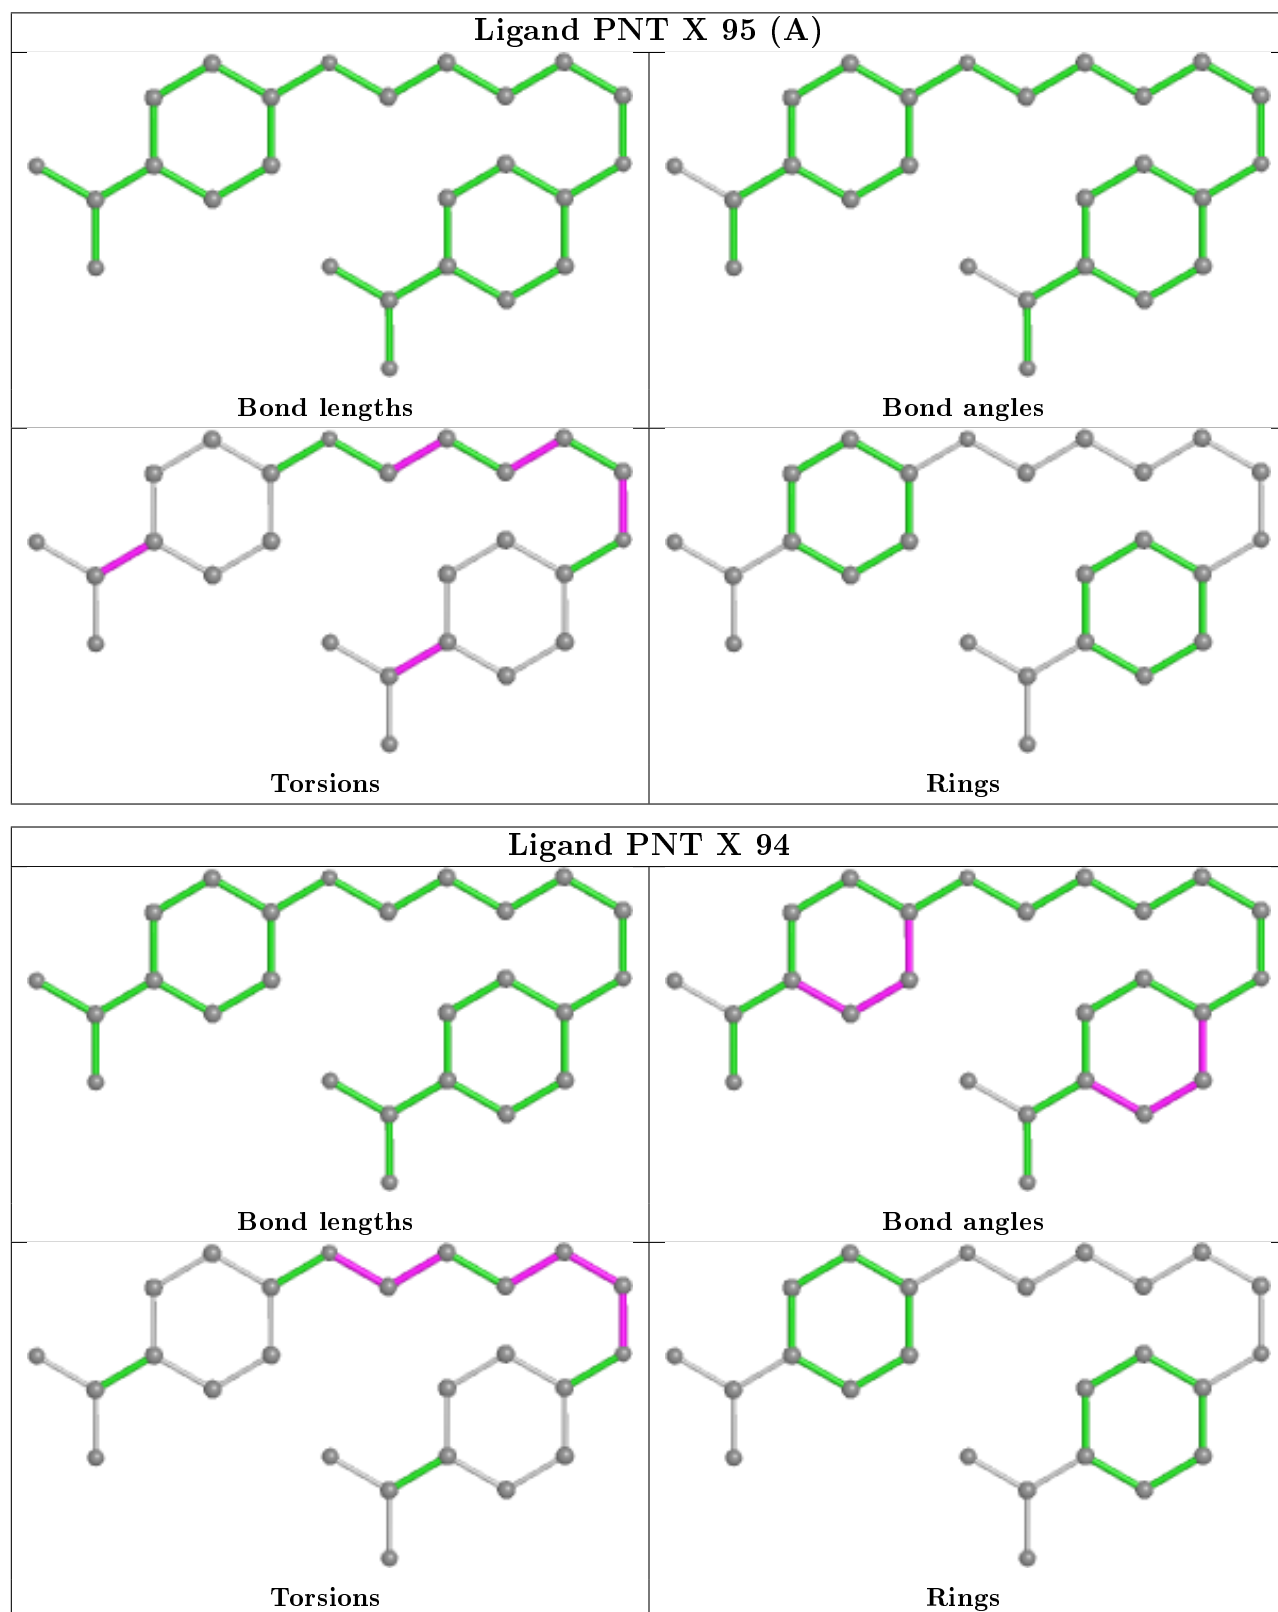 Ligand PNT X 95 (A)
Bond lengths
Bond angles
Torsions
Rings
Ligand PNT X 94
Bond lengths
Bond angles
Torsions
Rings